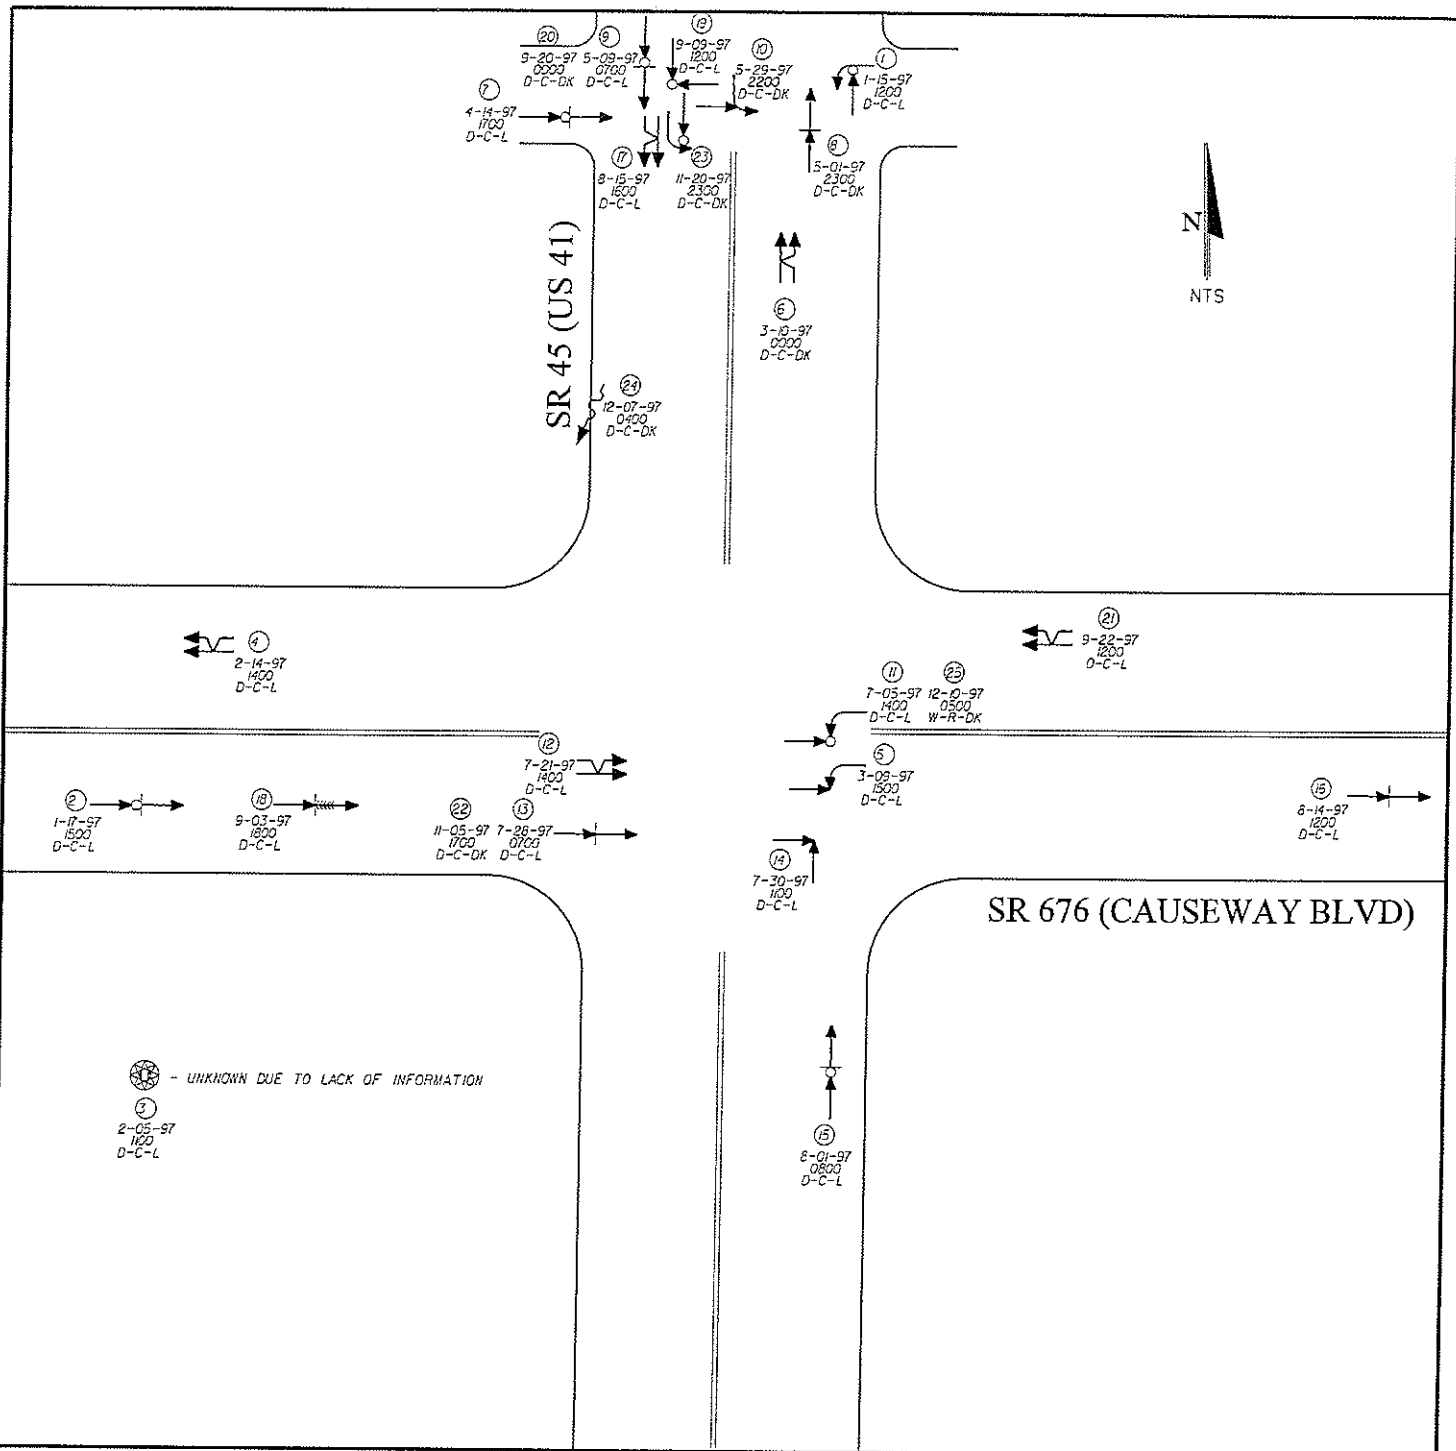 20
9-20-97
0000
D-C-DK
9
5-09-97
0700
D-C-L
19
9-09-97
1200
D-C-L
10
5-29-97
2200
D-C-DK
1
1-15-97
1200
D-C-L
7
4-14-97
1700
D-C-L
17
8-15-97
1600
D-C-L
23
11-20-97
2300
D-C-DK
8
5-01-97
2300
D-C-DK
N
NTS
SR 45 (US 41)
6
3-10-97
0000
D-C-DK
24
12-07-97
0400
D-C-DK
4
2-14-97
1400
D-C-L
21
9-22-97
1200
D-C-L
11
7-05-97
1400
D-C-L
25
12-10-97
0500
W-R-DK
12
7-21-97
1400
D-C-L
5
3-09-97
1500
D-C-L
2
1-17-97
1500
D-C-L
18
9-03-97
1800
D-C-L
22
11-05-97
1700
D-C-DK
13
7-28-97
0700
D-C-L
16
8-14-97
1200
D-C-L
14
7-30-97
1100
D-C-L
SR 676 (CAUSEWAY BLVD)
- UNKNOWN DUE TO LACK OF INFORMATION
3
2-05-97
1100
D-C-L
15
8-01-97
0800
D-C-L